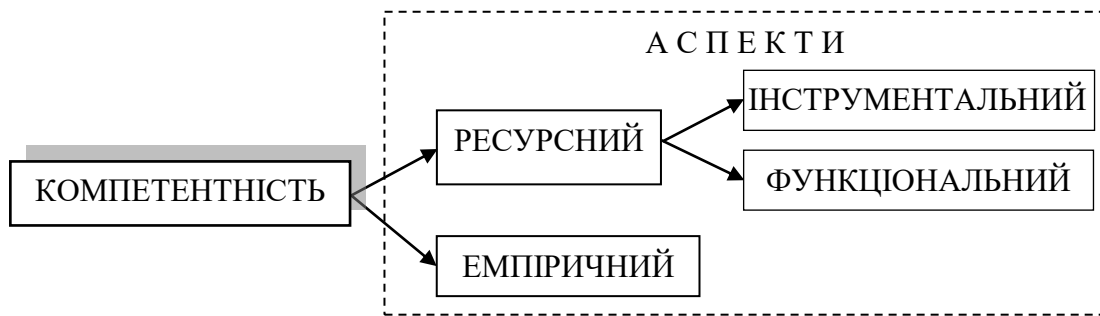 А С П Е К Т И
ІНСТРУМЕНТАЛЬНИЙ
РЕСУРСНИЙ
ФУНКЦІОНАЛЬНИЙ
КОМПЕТЕНТНІСТЬ
ЕМПІРИЧНИЙ